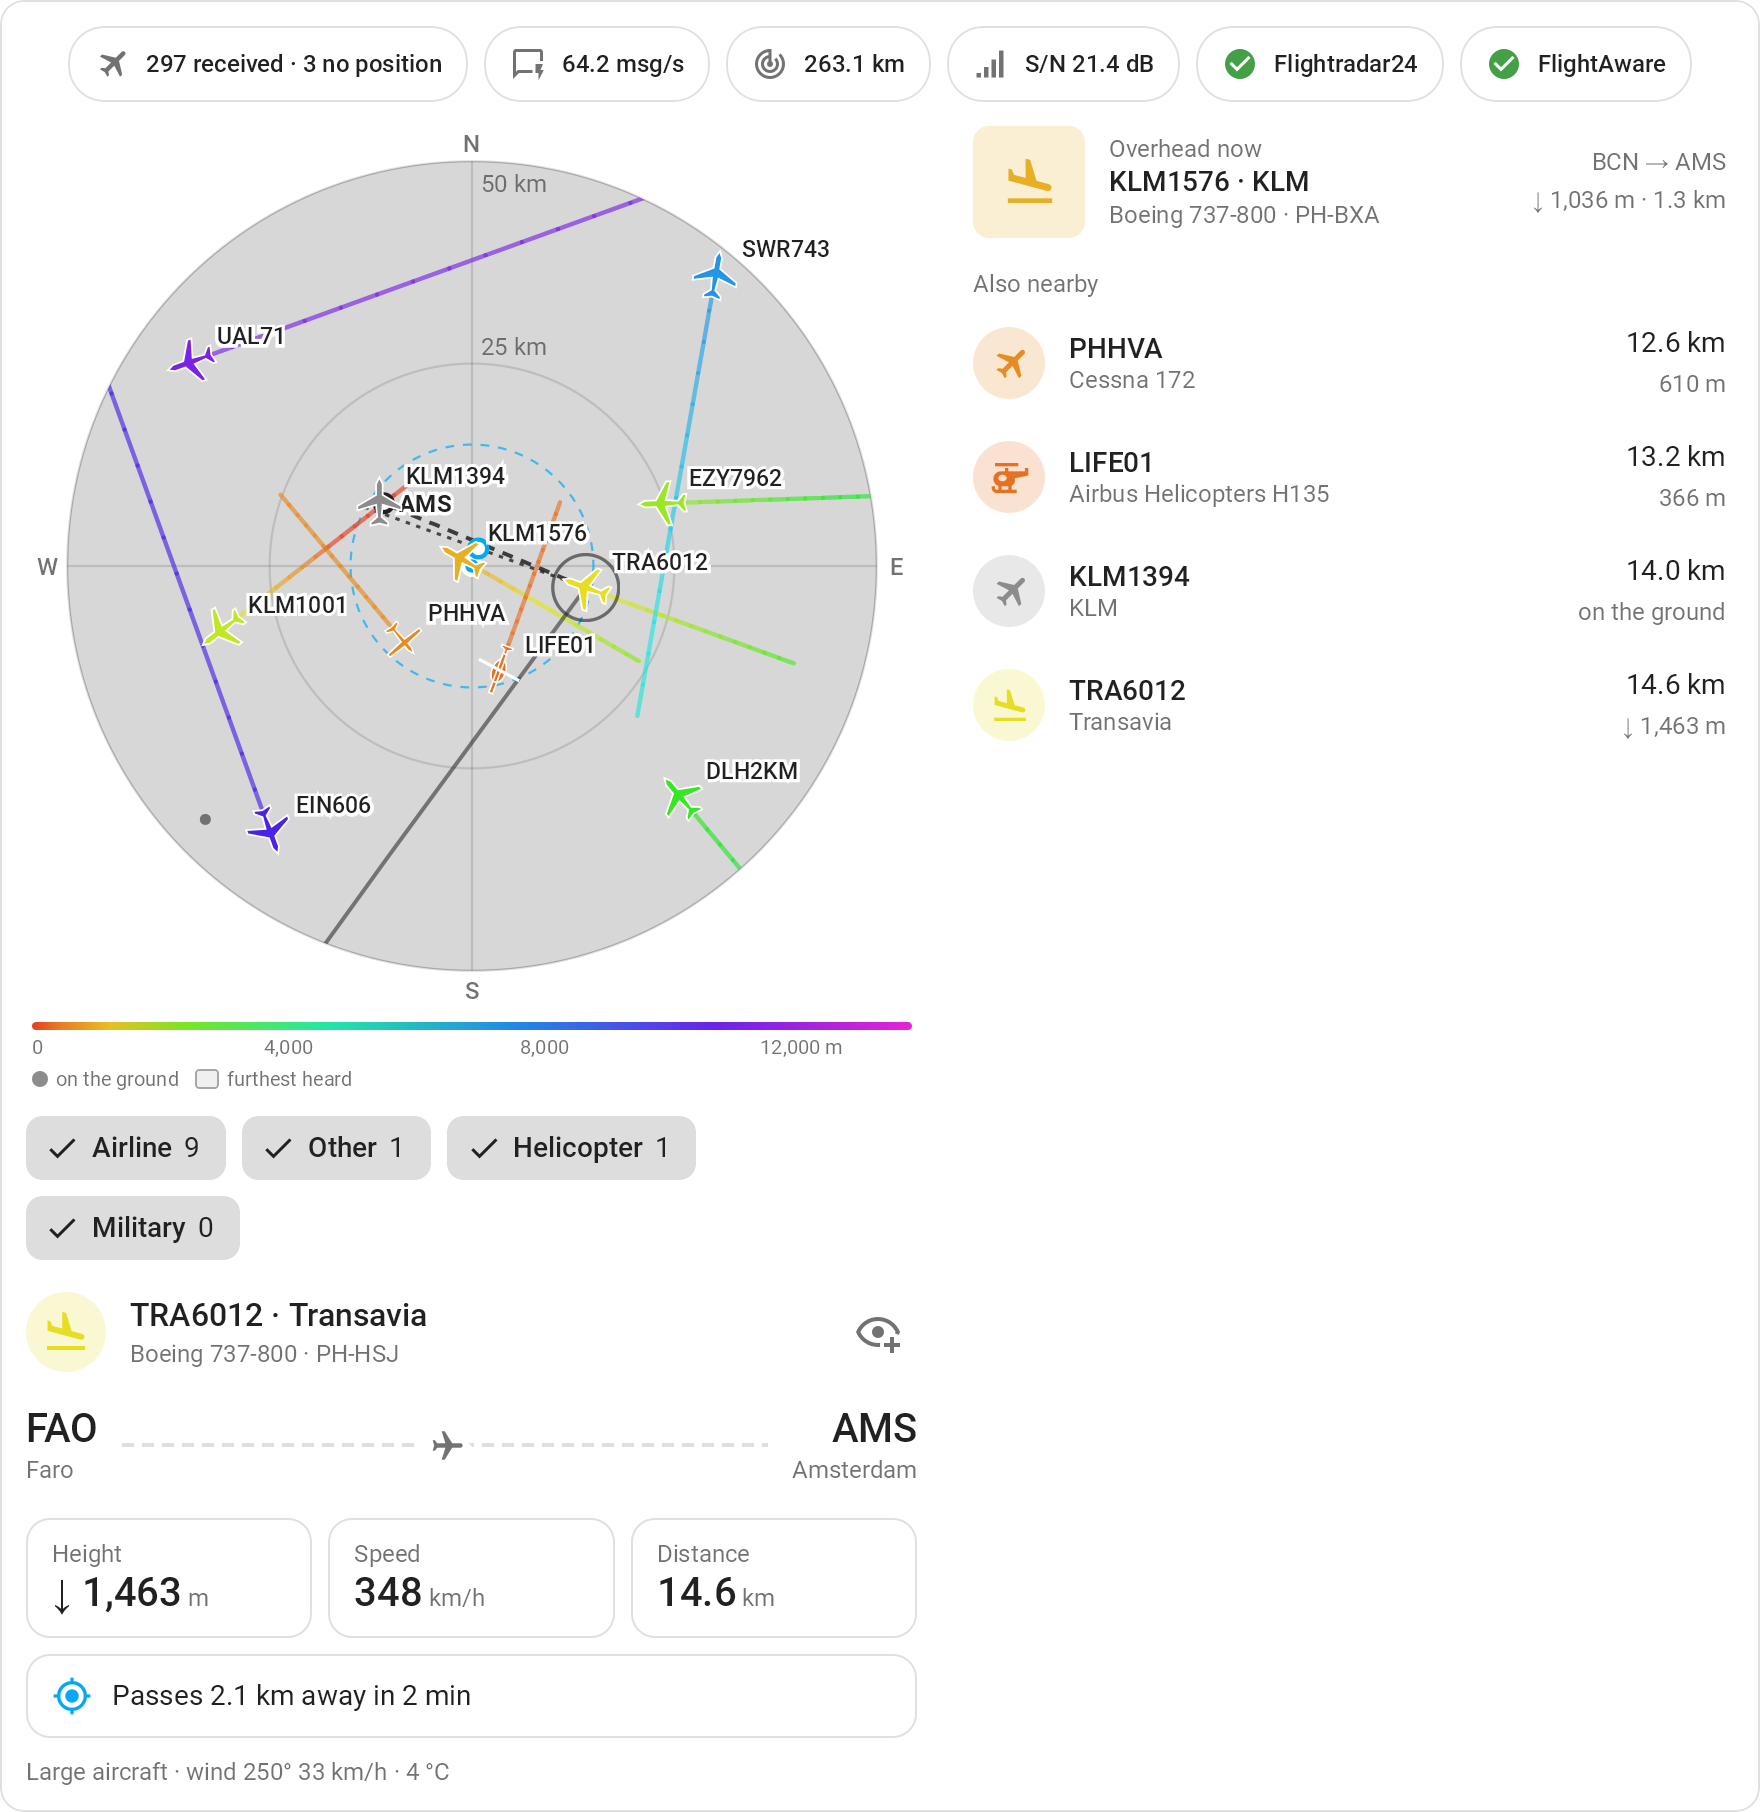 297 received · 3 no position
64.2 msg/s
263.1 km
S/N 21.4 dB
Flightradar24
FlightAware
N
50 km
25 km
W
E
S
SWR743
UAL71
KLM1394
AMS
EZY7962
KLM1576
TRA6012
KLM1001
PHHVA
LIFE01
DLH2KM
EIN606
0
4,000
8,000
12,000 m
on the ground
furthest heard
Airline 9
Other 1
Helicopter 1
Military 0
TRA6012 · Transavia
Boeing 737-800 · PH-HSJ
FAO
AMS
Faro
Amsterdam
Height
↓ 1,463 m
Speed
348 km/h
Distance
14.6 km
Passes 2.1 km away in 2 min
Large aircraft · wind 250° 33 km/h · 4 °C
Overhead now
KLM1576 · KLM
Boeing 737-800 · PH-BXA
BCN → AMS
↓ 1,036 m · 1.3 km
Also nearby
PHHVA
Cessna 172
12.6 km
610 m
LIFE01
Airbus Helicopters H135
13.2 km
366 m
KLM1394
KLM
14.0 km
on the ground
TRA6012
Transavia
14.6 km
↓ 1,463 m